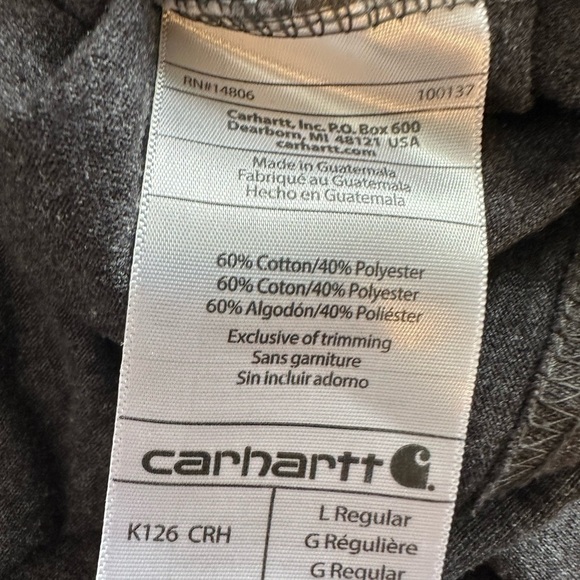 RN#14806 100137
Carhartt, Inc. P.O. Box 600
Dearborn, MI 48121 USA
carhartt.com
Made in Guatemala
Fabriqué au Guatemala
Hecho en Guatemala
60% Cotton/40% Polyester
60% Coton/40% Polyester
60% Algodón/40% Poliéster
Exclusive of trimming
Sans garniture
Sin incluir adorno
carhartt
K126 CRH
L Regular
G Régulière
G Regular